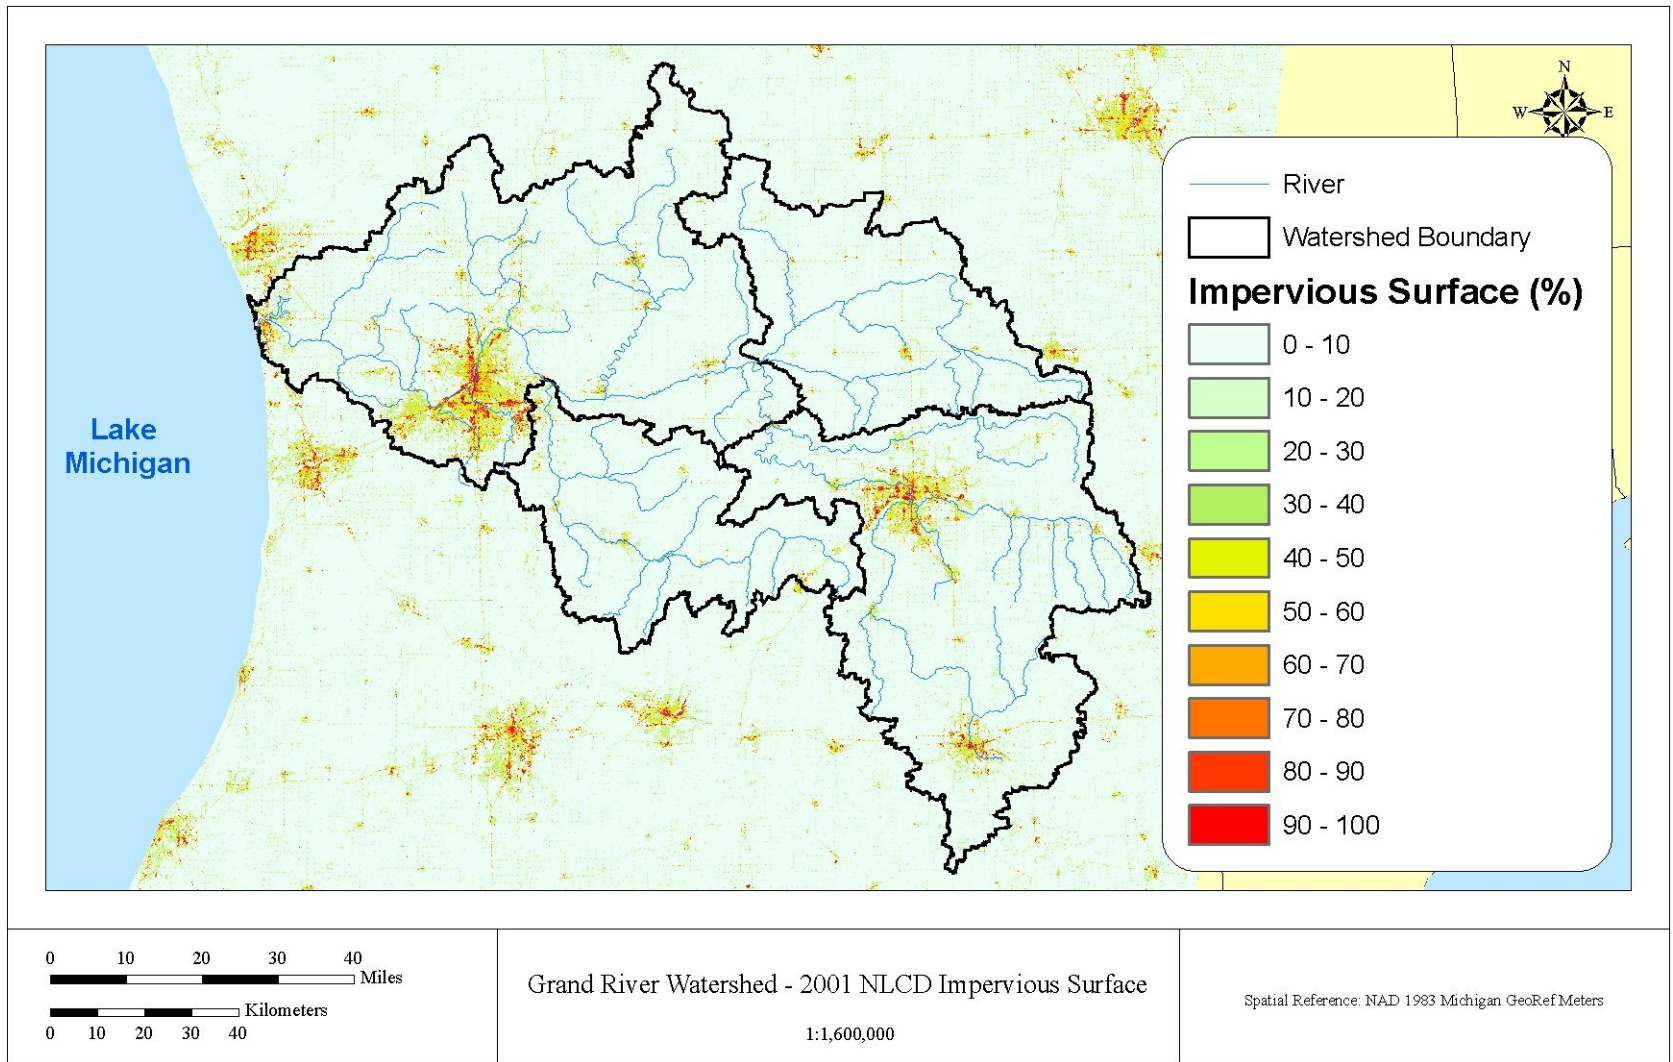 N
W E
S
River
Watershed Boundary
Impervious Surface (%)
0 - 10
10 - 20
20 - 30
30 - 40
40 - 50
50 - 60
60 - 70
70 - 80
80 - 90
90 - 100
Lake
Michigan
0 10 20 30 40
Miles
Kilometers
0 10 20 30 40
Grand River Watershed - 2001 NLCD Impervious Surface
1:1,600,000
Spatial Reference: NAD 1983 Michigan GeoRef Meters